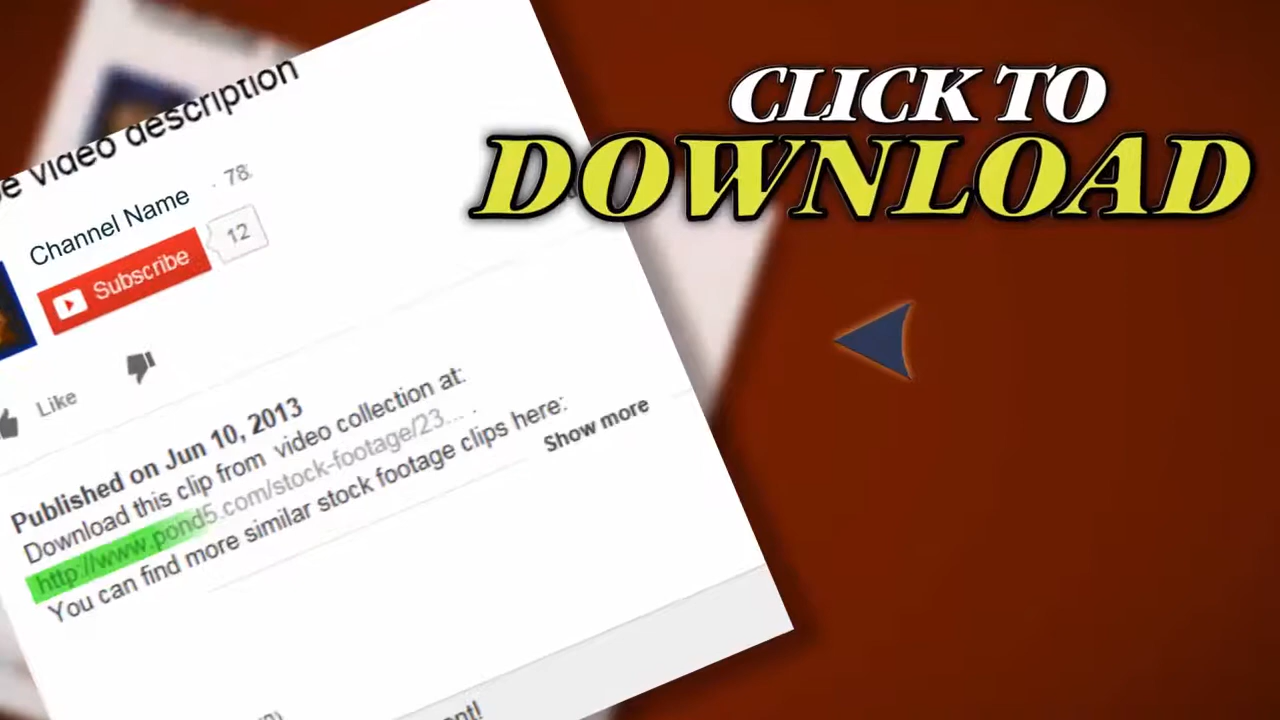 CLICK TO
DOWNLOAD
video description
Channel Name
78
Subscribe
12
Like
Published on Jun 10, 2013
Download this clip from video collection at:
http://www.pond5.com/stock-footage/23...
You can find more similar stock footage clips here:
Show more